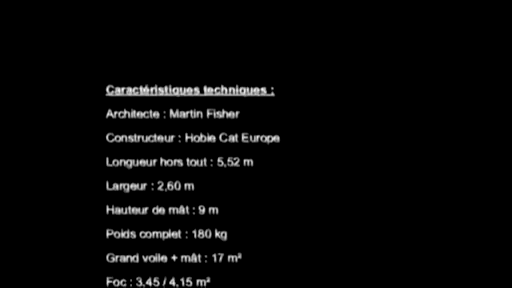 Caractéristiques techniques :
Architecte : Martin Fisher
Constructeur : Hobie Cat Europe
Longueur hors tout : 5,52 m
Largeur : 2,60 m
Hauteur de mât : 9 m
Poids complet : 180 kg
Grand voile + mât : 17 m²
Foc : 3,45 / 4,15 m²